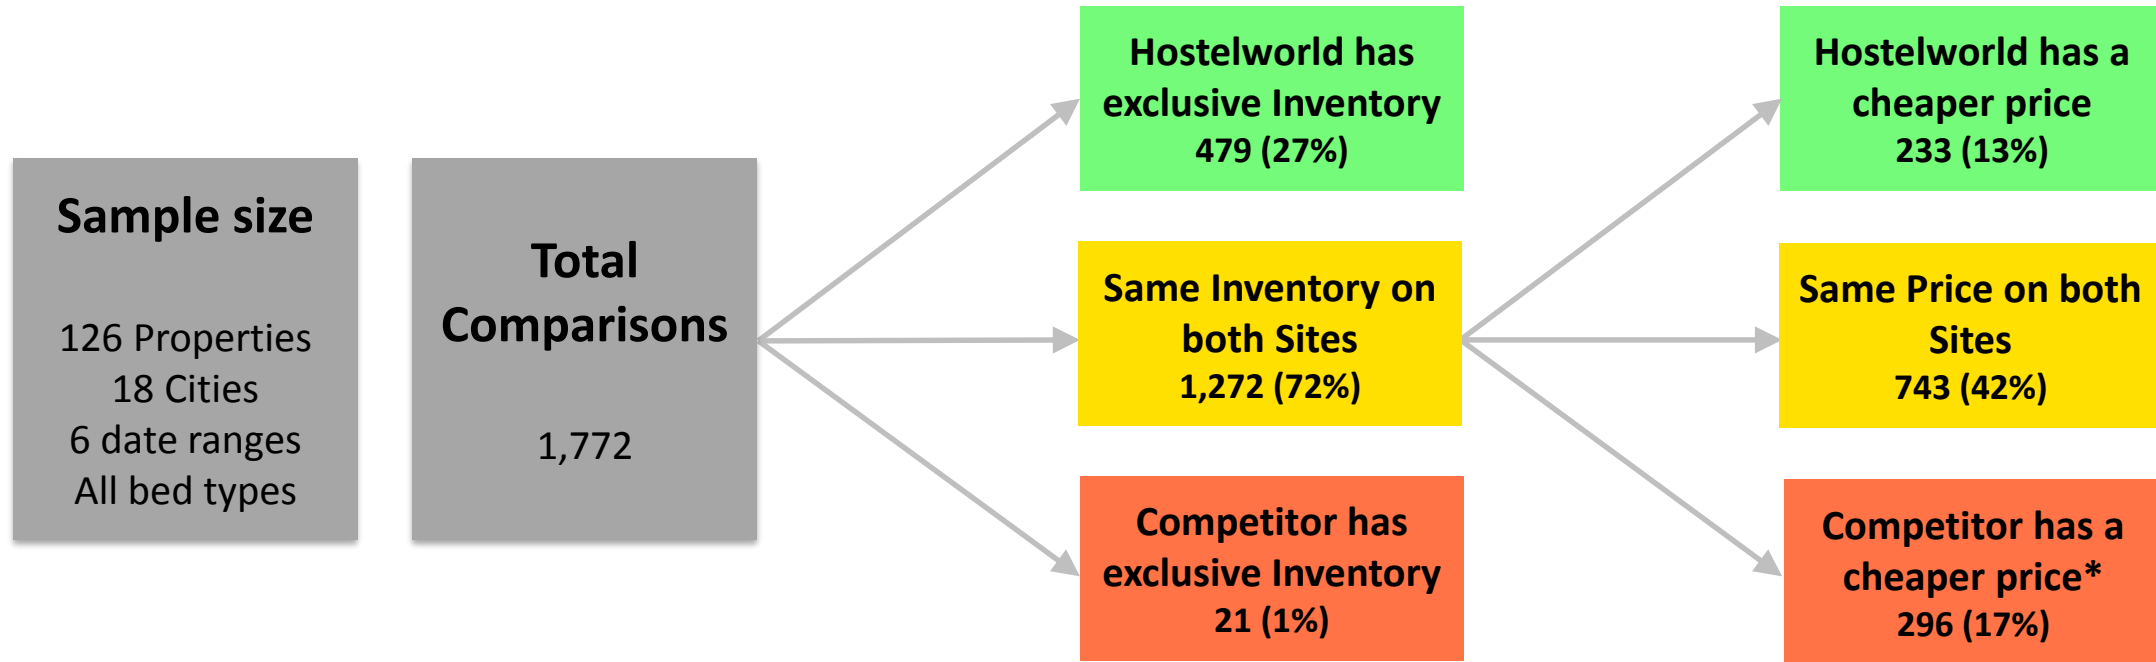 Sample size
126 Properties
18 Cities
6 date ranges
All bed types
Total
Comparisons
1,772
Hostelworld has
exclusive Inventory
479 (27%)
Same Inventory on
both Sites
1,272 (72%)
Competitor has
exclusive Inventory
21 (1%)
Hostelworld has a
cheaper price
233 (13%)
Same Price on both
Sites
743 (42%)
Competitor has a
cheaper price*
296 (17%)